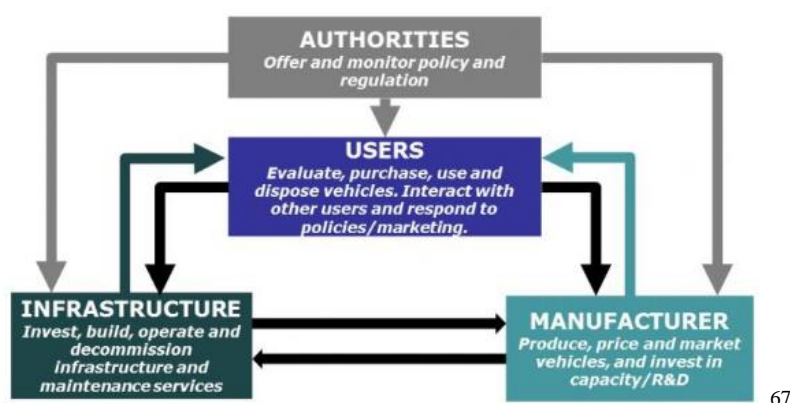 AUTHORITIES
Offer and monitor policy and
regulation
USERS
Evaluate, purchase, use and
dispose vehicles. Interact with
other users and respond to
policies/marketing.
INFRASTRUCTURE
Invest, build, operate and
decommission
infrastructure and
maintenance services
MANUFACTURER
Produce, price and market
vehicles, and invest in
capacity/R&D
67